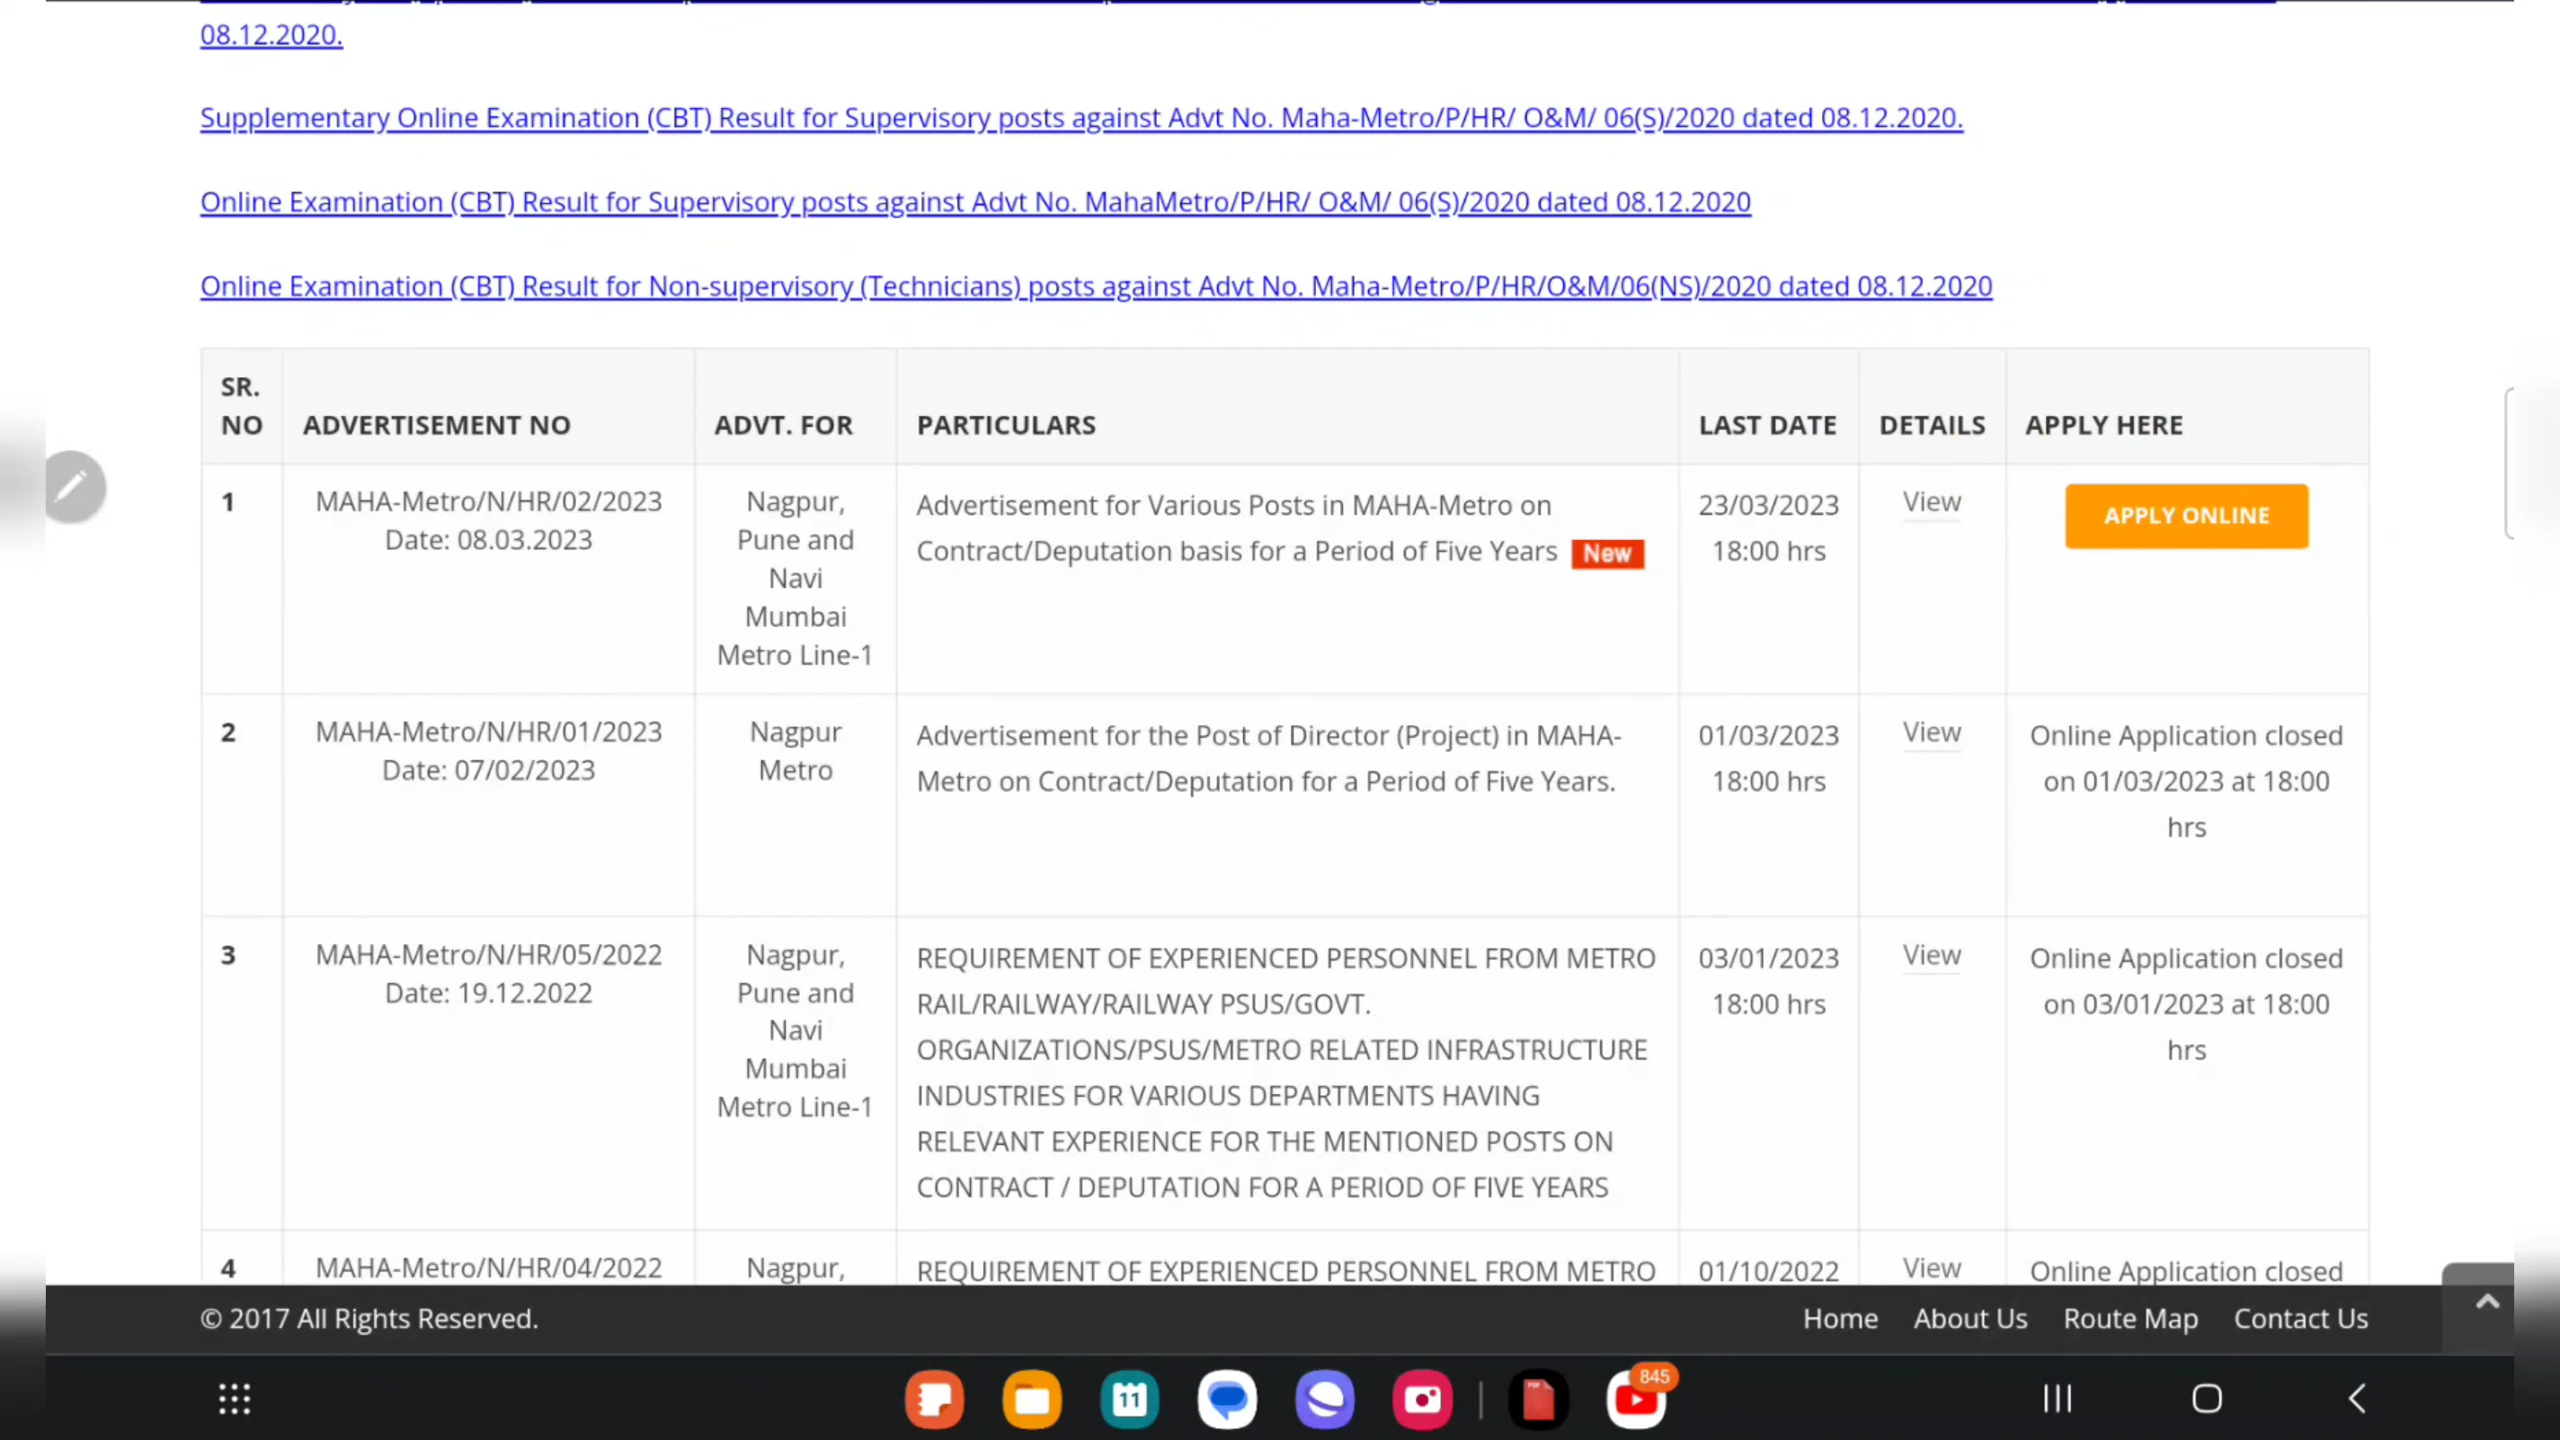 08.12.2020.
Supplementary Online Examination (CBT) Result for Supervisory posts against Advt No. Maha-Metro/P/HR/ O&M/ 06(S)/2020 dated 08.12.2020.
Online Examination (CBT) Result for Supervisory posts against Advt No. MahaMetro/P/HR/ O&M/ 06(S)/2020 dated 08.12.2020
Online Examination (CBT) Result for Non-supervisory (Technicians) posts against Advt No. Maha-Metro/P/HR/O&M/06(NS)/2020 dated 08.12.2020
SR.
NO
ADVERTISEMENT NO
ADVT. FOR
PARTICULARS
LAST DATE
DETAILS
APPLY HERE
1
MAHA-Metro/N/HR/02/2023
Date: 08.03.2023
Nagpur,
Pune and
Navi
Mumbai
Metro Line-1
Advertisement for Various Posts in MAHA-Metro on
Contract/Deputation basis for a Period of Five Years New
23/03/2023
18:00 hrs
View
APPLY ONLINE
2
MAHA-Metro/N/HR/01/2023
Date: 07/02/2023
Nagpur
Metro
Advertisement for the Post of Director (Project) in MAHA-
Metro on Contract/Deputation for a Period of Five Years.
01/03/2023
18:00 hrs
View
Online Application closed
on 01/03/2023 at 18:00
hrs
3
MAHA-Metro/N/HR/05/2022
Date: 19.12.2022
Nagpur,
Pune and
Navi
Mumbai
Metro Line-1
REQUIREMENT OF EXPERIENCED PERSONNEL FROM METRO
RAIL/RAILWAY/RAILWAY PSUS/GOVT.
ORGANIZATIONS/PSUS/METRO RELATED INFRASTRUCTURE
INDUSTRIES FOR VARIOUS DEPARTMENTS HAVING
RELEVANT EXPERIENCE FOR THE MENTIONED POSTS ON
CONTRACT / DEPUTATION FOR A PERIOD OF FIVE YEARS
03/01/2023
18:00 hrs
View
Online Application closed
on 03/01/2023 at 18:00
hrs
4
MAHA-Metro/N/HR/04/2022
Nagpur,
REQUIREMENT OF EXPERIENCED PERSONNEL FROM METRO
01/10/2022
View
Online Application closed
© 2017 All Rights Reserved.
Home
About Us
Route Map
Contact Us
11
PDF
845